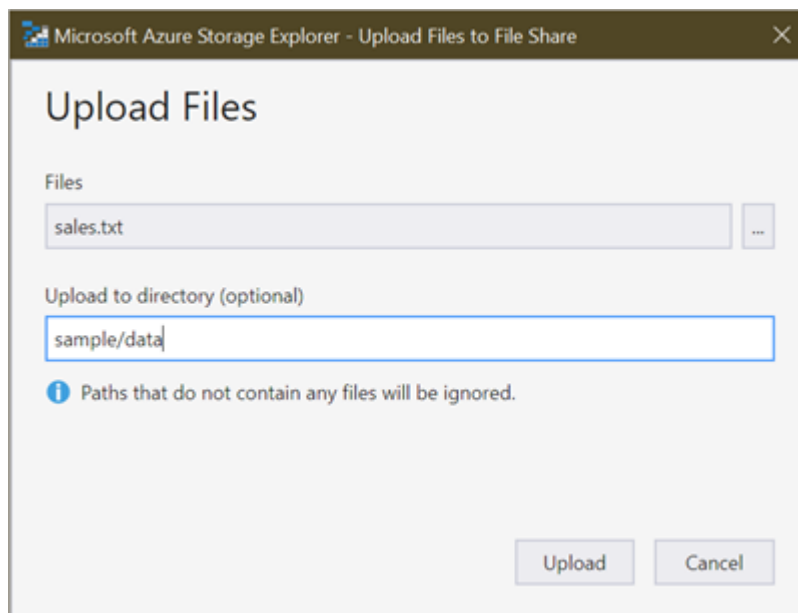 Microsoft Azure Storage Explorer - Upload Files to File Share
Upload Files
Files
sales.txt
...
Upload to directory (optional)
sample/data
Paths that do not contain any files will be ignored.
Upload
Cancel